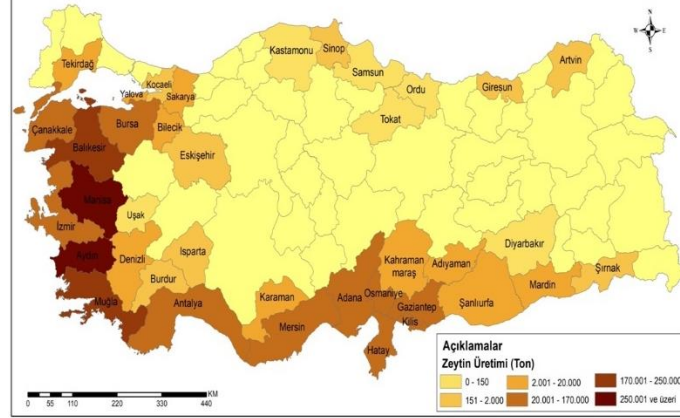 N
W E
S
Kastamonu
Sinop
Samsun
Ordu
Giresun
Artvin
Tokat
Tekirdağ
Kocaeli
Yalova
Sakarya
Bilecik
Çanakkale
Bursa
Balıkesir
Eskişehir
Manisa
Uşak
İzmir
Aydın
Denizli
Isparta
Burdur
Muğla
Antalya
Karaman
Mersin
Adana
Osmaniye
Kahraman
maraş
Adıyaman
Gaziantep
Kilis
Hatay
Şanlıurfa
Diyarbakır
Mardin
Şırnak
KM
0 55 110 220 330 440
Açıklamalar
Zeytin Üretimi (Ton)
0 - 150
151 - 2.000
2.001 - 20.000
20.001 - 170.000
170.001 - 250.000
250.001 ve üzeri